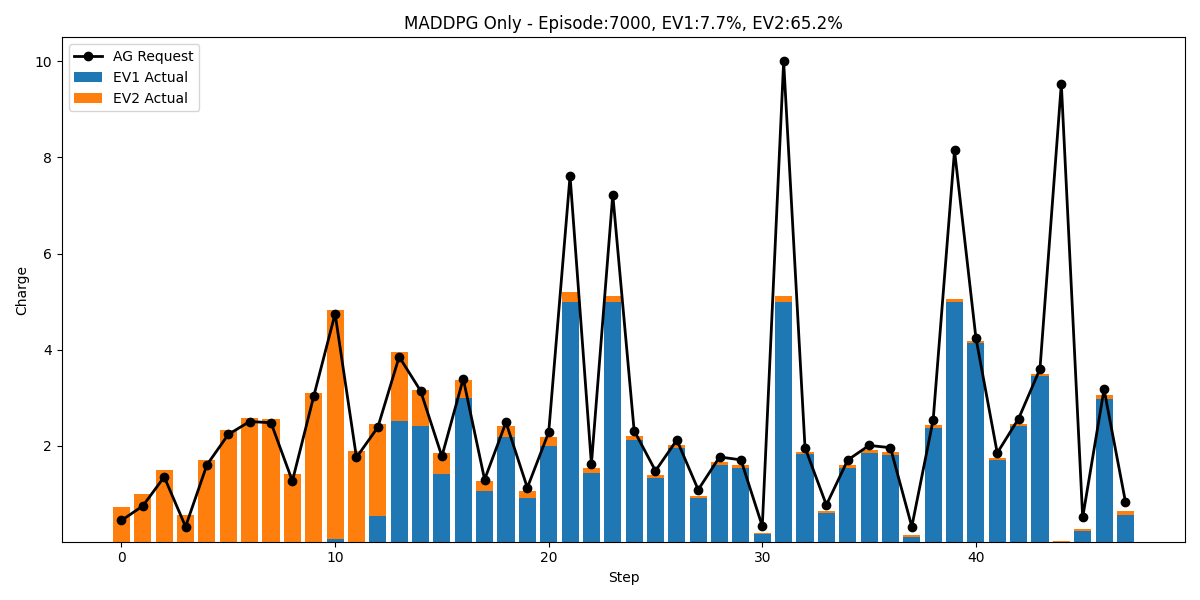 MADDPG Only - Episode:7000, EV1:7.7%, EV2:65.2%
AG Request
EV1 Actual
EV2 Actual
Charge
10
8
6
4
2
0
10
20
30
40
Step